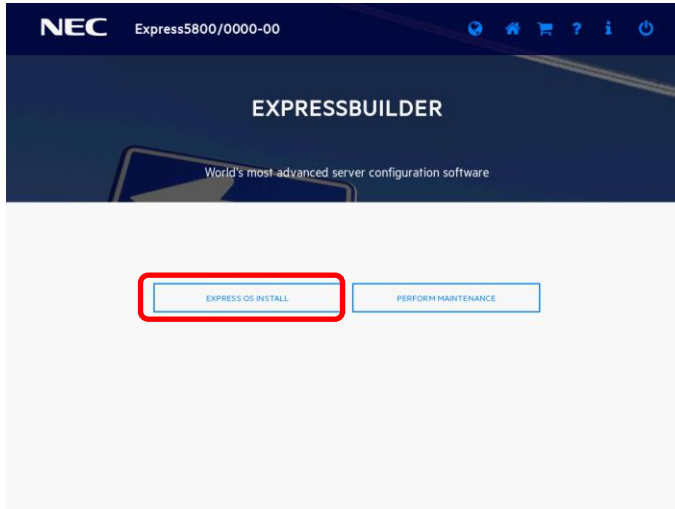 NEC Express5800/0000-00 ? i
EXPRESSBUILDER
World's most advanced server configuration software
EXPRESS OS INSTALL PERFORM MAINTENANCE